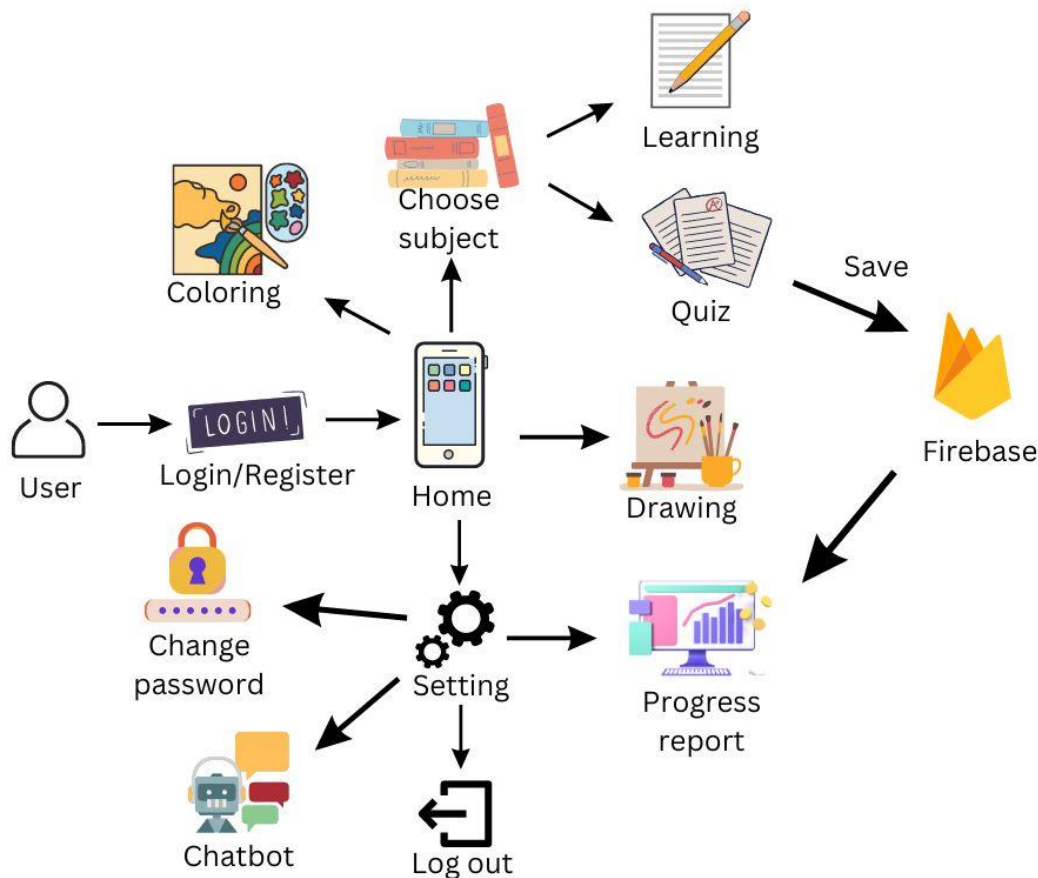 Learning
Choose
subject
Coloring
Quiz
A+
Save
LOGIN!
User
Login/Register
Home
Drawing
Firebase
Change
password
Setting
Progress
report
Chatbot
Log out